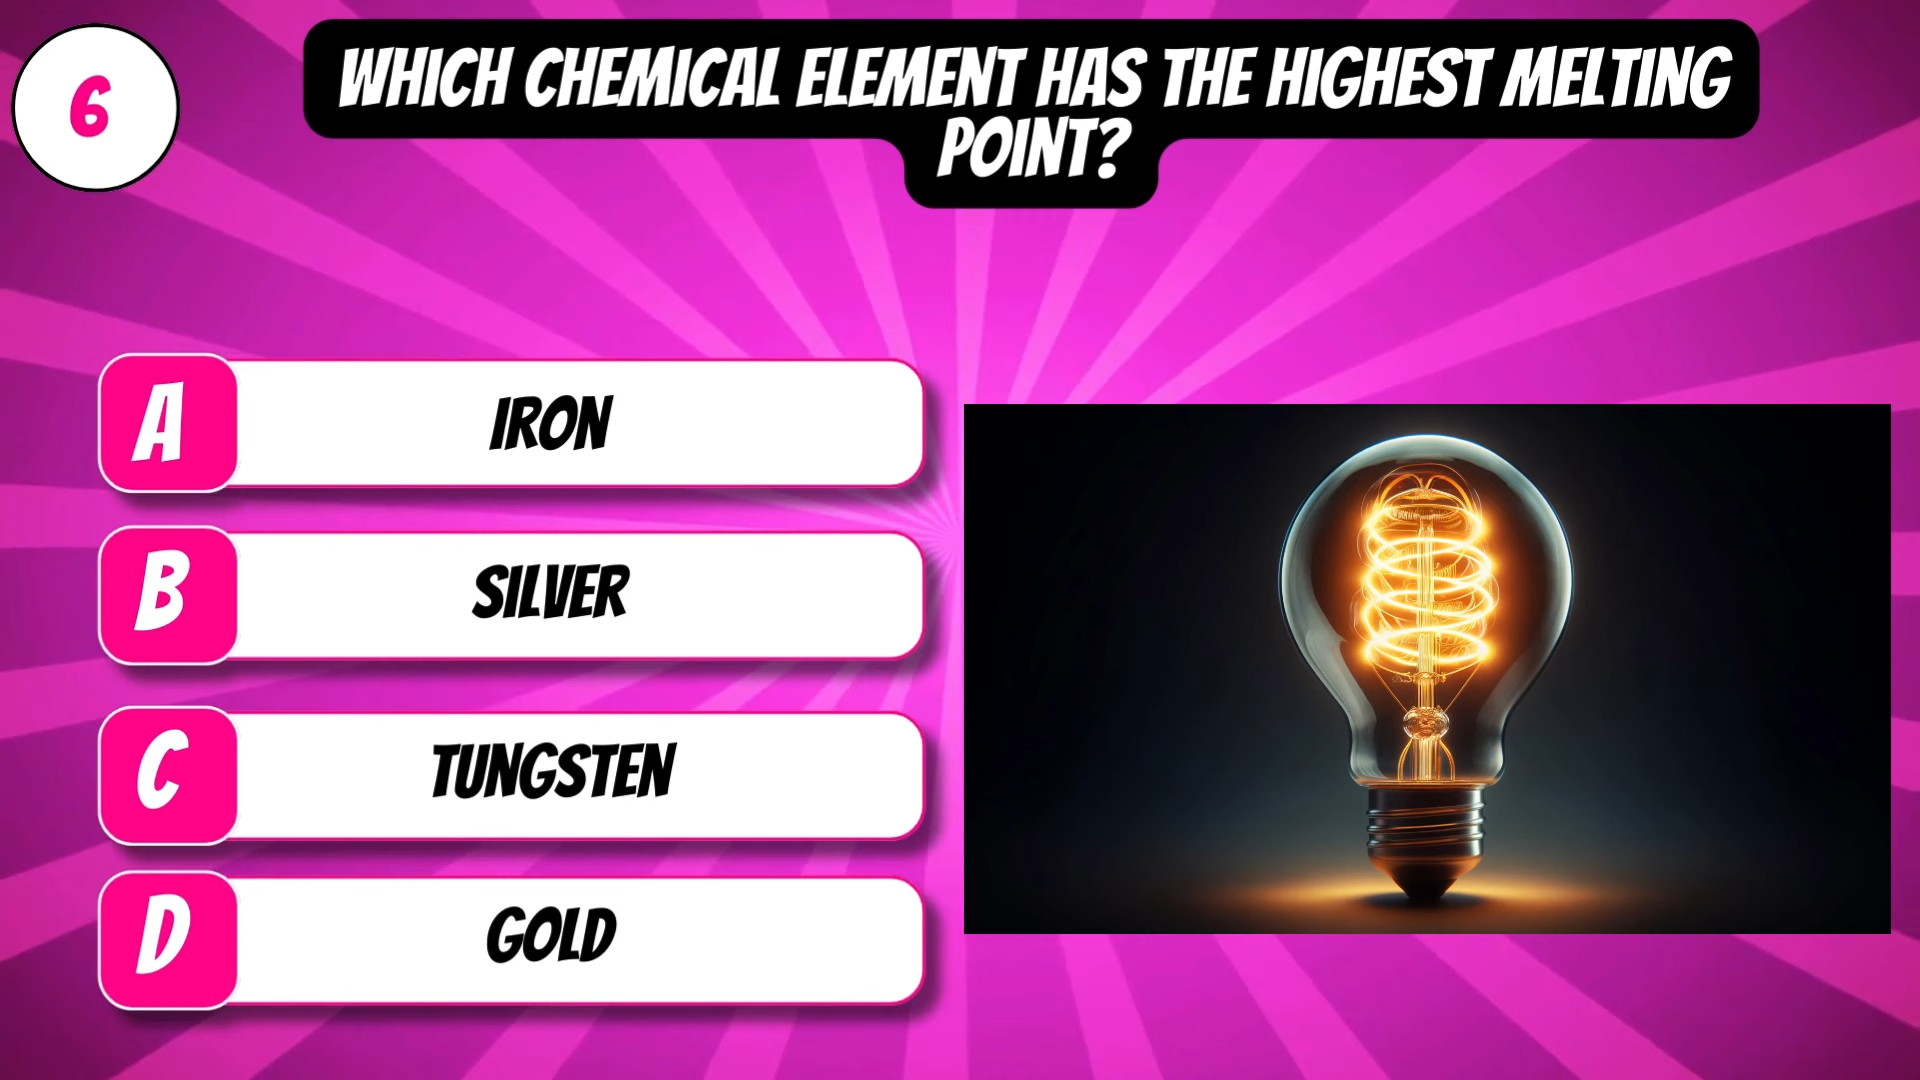 6
WHICH CHEMICAL ELEMENT HAS THE HIGHEST MELTING
POINT?
A IRON
B SILVER
C TUNGSTEN
D GOLD